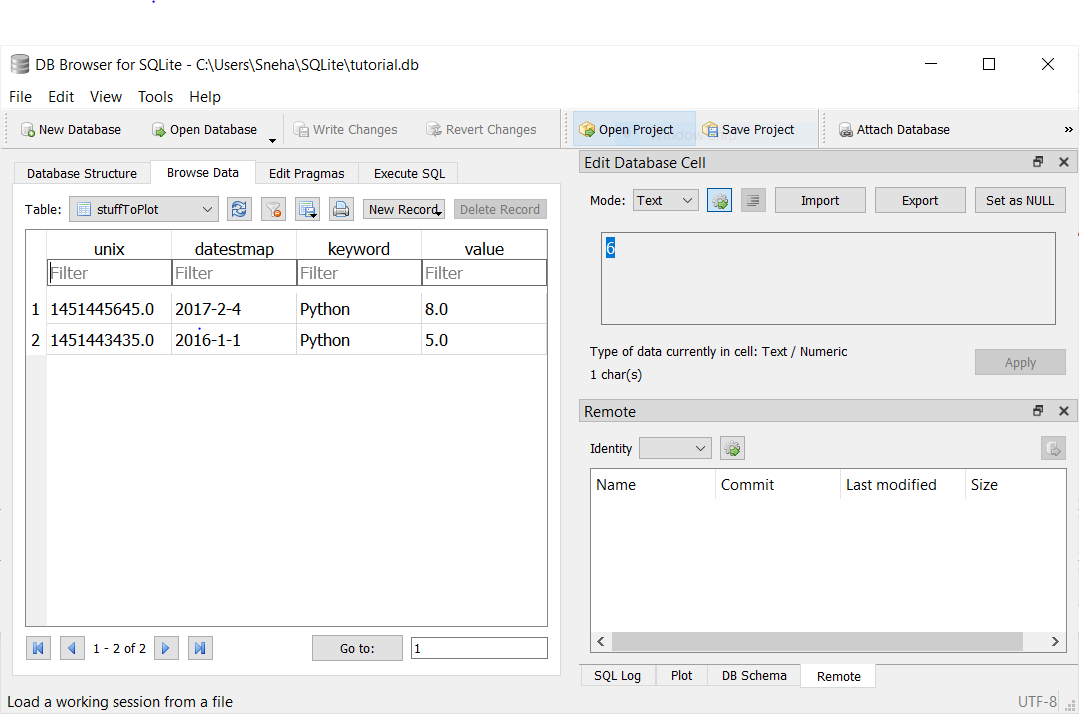 DB Browser for SQLite - C:\Users\Sneha\SQLite\tutorial.db
File Edit View Tools Help
New Database Open Database Write Changes Revert Changes Open Project Save Project Attach Database »
Database Structure Browse Data Edit Pragmas Execute SQL
Table: stuffToPlot New Record Delete Record
unix datestmap keyword value
Filter Filter Filter Filter
1 1451445645.0 2017-2-4 Python 8.0
2 1451443435.0 2016-1-1 Python 5.0
1 - 2 of 2 Go to: 1
Edit Database Cell
Mode: Text Import Export Set as NULL
6
Type of data currently in cell: Text / Numeric
1 char(s)
Apply
Remote
Identity
Name Commit Last modified Size
SQL Log Plot DB Schema Remote
Load a working session from a file UTF-8